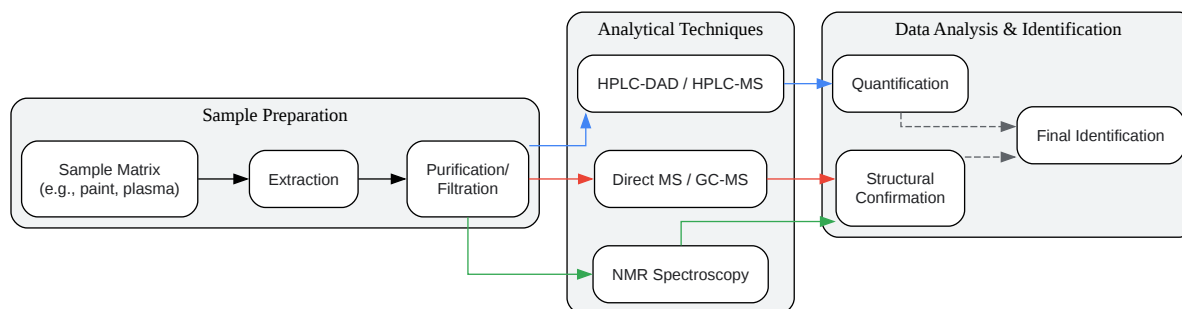 Sample Preparation
Sample Matrix
(e.g., paint, plasma)
Extraction
Purification/
Filtration
Analytical Techniques
HPLC-DAD / HPLC-MS
Direct MS / GC-MS
NMR Spectroscopy
Data Analysis & Identification
Quantification
Structural
Confirmation
Final Identification